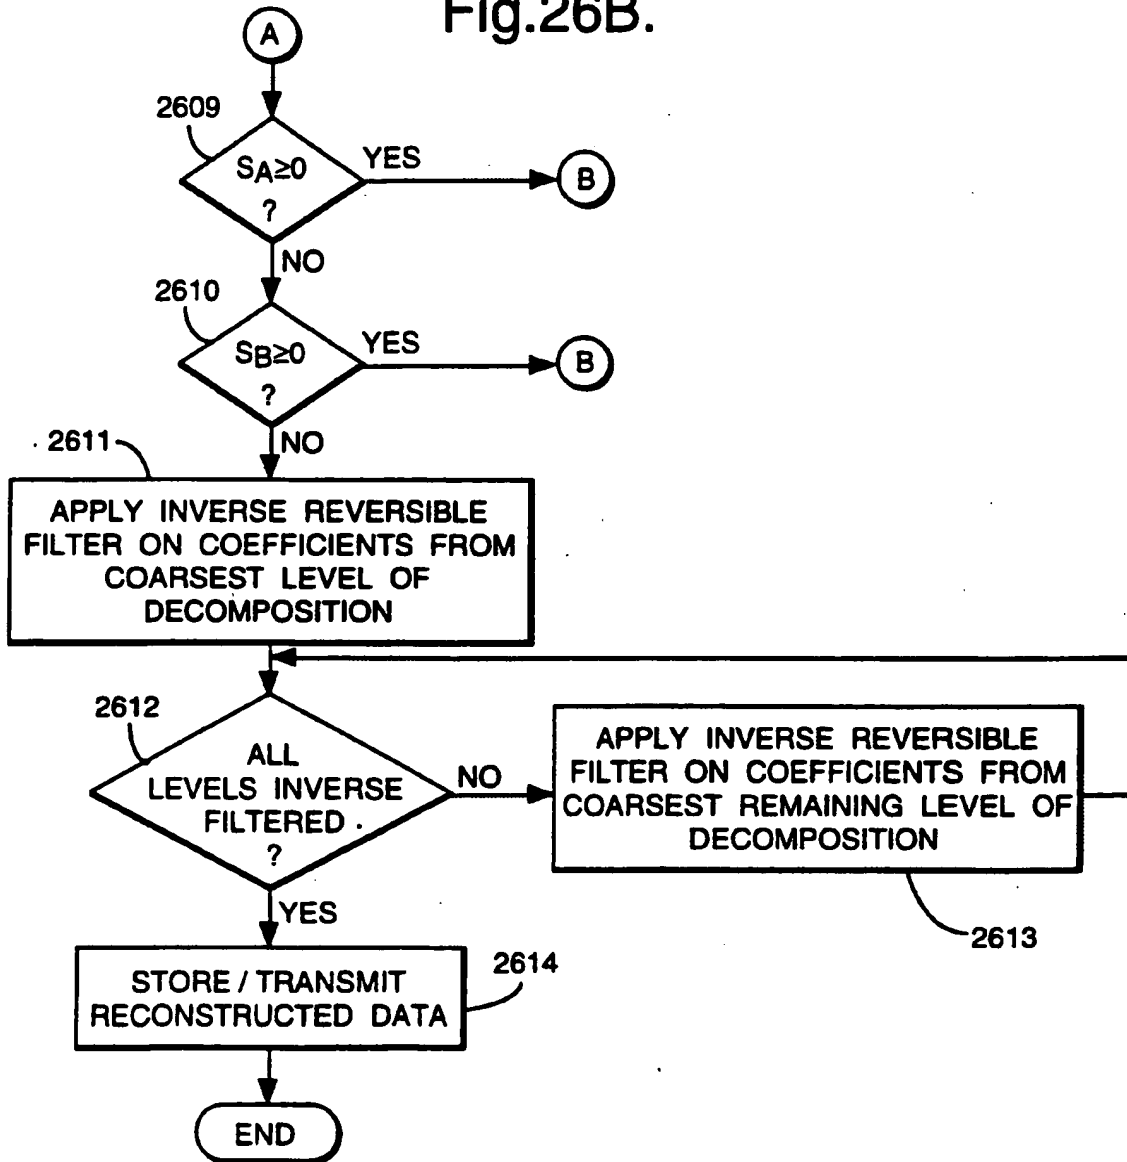 Fig.26B.
A
2609
SA≥0
?
YES
B
NO
2610
SB≥0
?
YES
B
NO
2611
APPLY INVERSE REVERSIBLE
FILTER ON COEFFICIENTS FROM
COARSEST LEVEL OF
DECOMPOSITION
2612
ALL
LEVELS INVERSE
FILTERED
?
NO
APPLY INVERSE REVERSIBLE
FILTER ON COEFFICIENTS FROM
COARSEST REMAINING LEVEL OF
DECOMPOSITION
2613
YES
STORE / TRANSMIT
RECONSTRUCTED DATA
2614
END